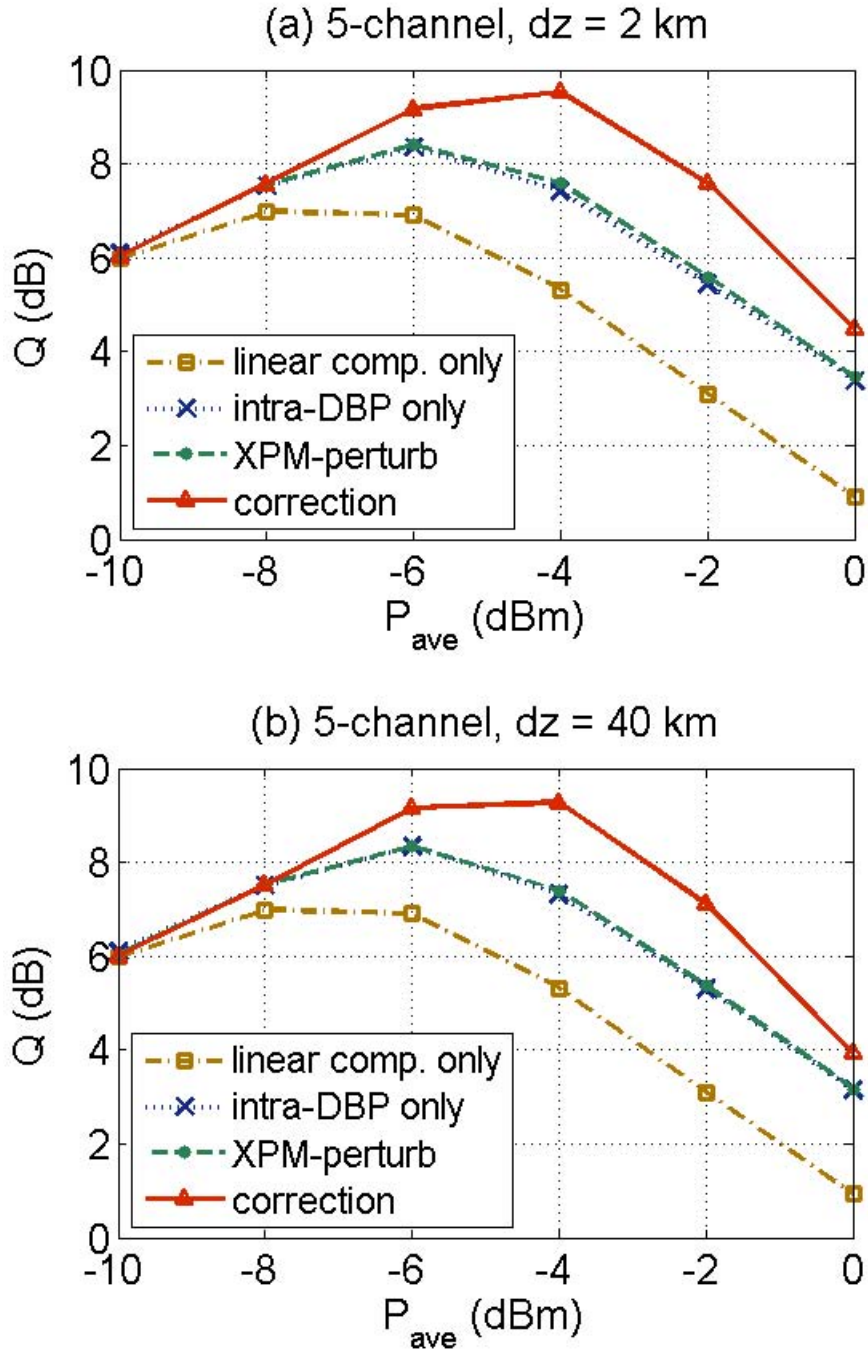 (a) 5-channel, dz = 2 km
10
8
6
4
2
0
Q (dB)
linear comp. only
intra-DBP only
XPM-perturb
correction
-10 -8 -6 -4 -2 0
P_ave (dBm)
(b) 5-channel, dz = 40 km
10
8
6
4
2
0
Q (dB)
linear comp. only
intra-DBP only
XPM-perturb
correction
-10 -8 -6 -4 -2 0
P_ave (dBm)